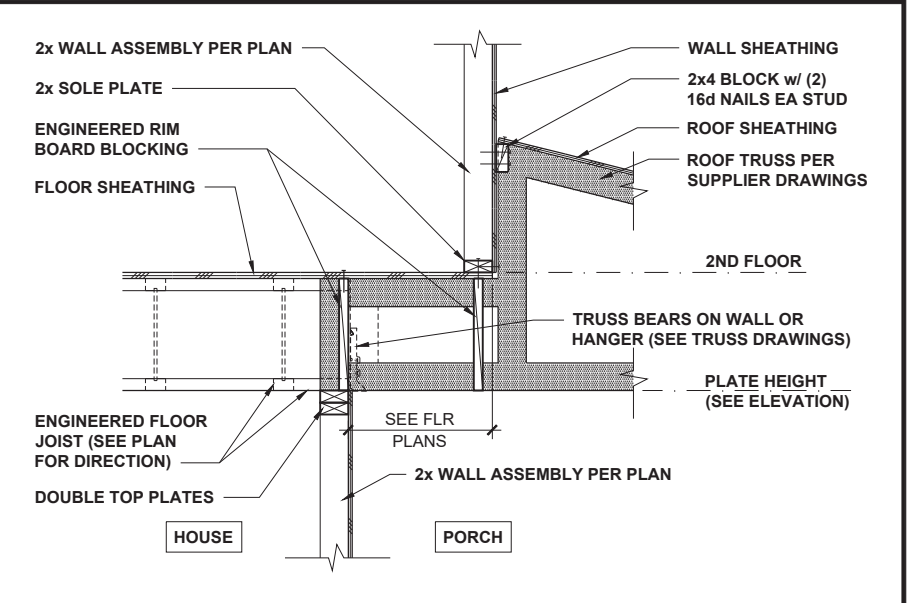 2x WALL ASSEMBLY PER PLAN
2x SOLE PLATE
ENGINEERED RIM
BOARD BLOCKING
FLOOR SHEATHING
WALL SHEATHING
2x4 BLOCK w/ (2)
16d NAILS EA STUD
ROOF SHEATHING
ROOF TRUSS PER
SUPPLIER DRAWINGS
2ND FLOOR
TRUSS BEARS ON WALL OR
HANGER (SEE TRUSS DRAWINGS)
PLATE HEIGHT
(SEE ELEVATION)
ENGINEERED FLOOR
JOIST (SEE PLAN
FOR DIRECTION)
DOUBLE TOP PLATES
SEE FLR
PLANS
2x WALL ASSEMBLY PER PLAN
HOUSE
PORCH